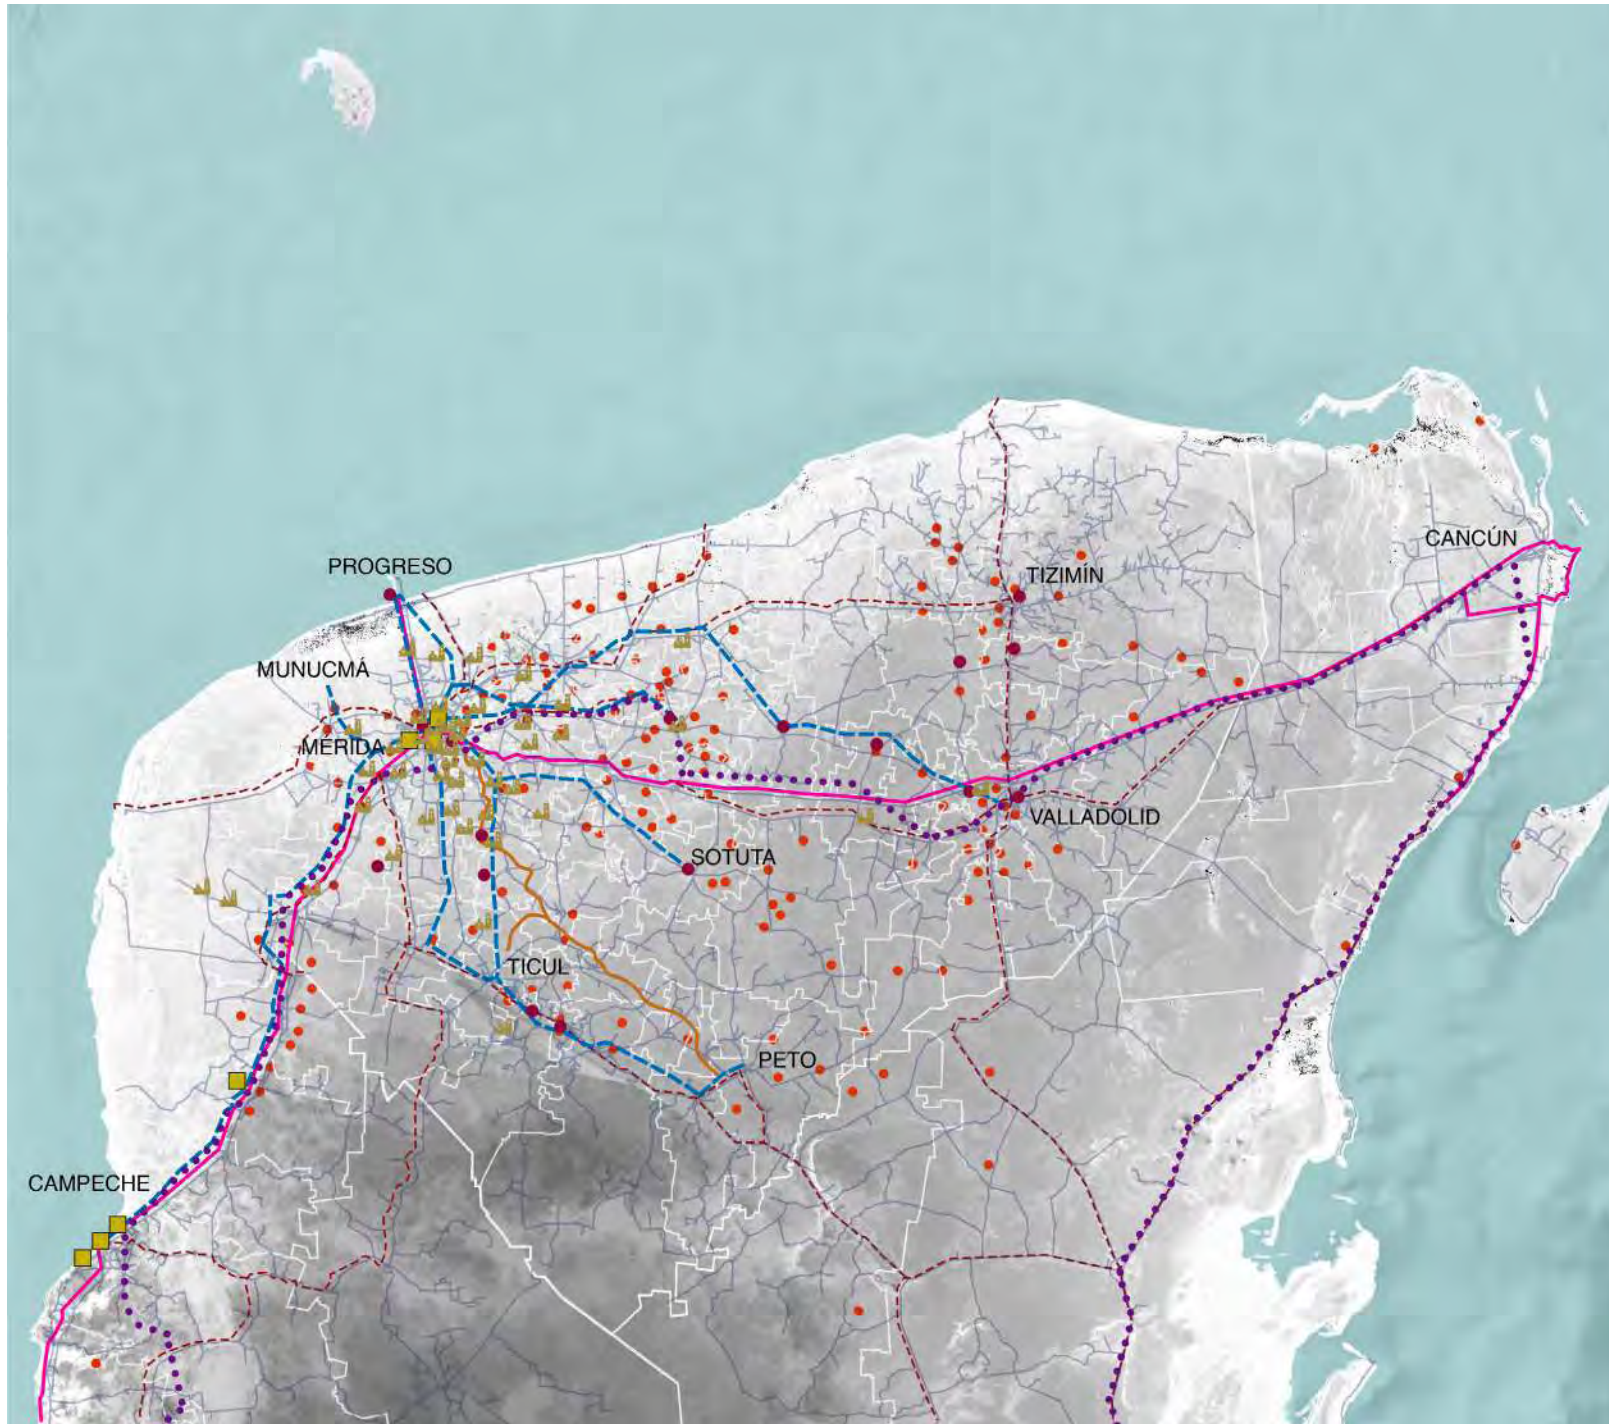 CANCÚN
PROGRESO
TIZIMÍN
MUNUCMÁ
MÉRIDA
VALLADOLID
SOTUTA
TICUL
PETO
CAMPECHE